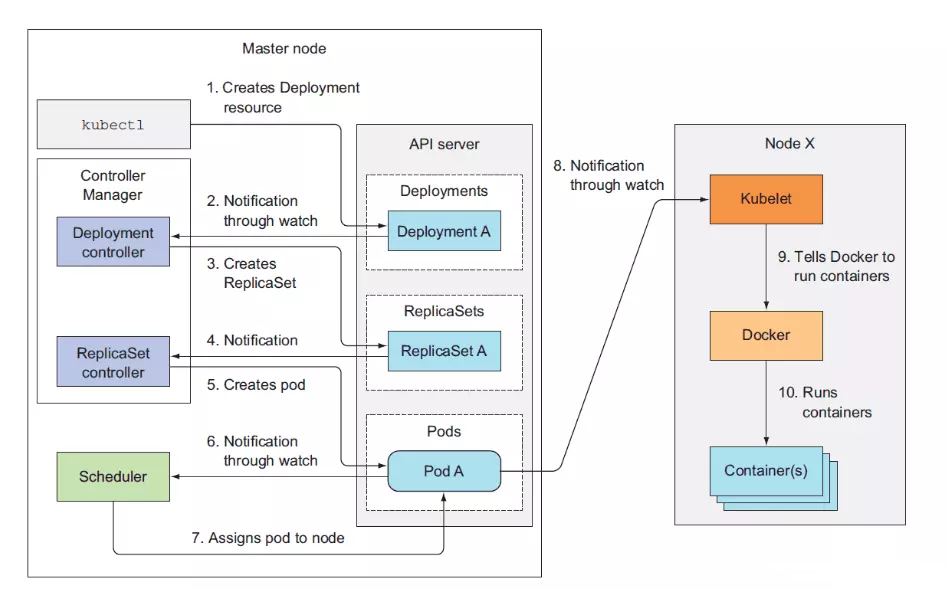 Master node
1. Creates Deployment
resource
kubectl
API server
Controller
Manager
Deployments
2. Notification
through watch
Deployment
controller
Deployment A
3. Creates
ReplicaSet
ReplicaSets
4. Notification
ReplicaSet
controller
ReplicaSet A
5. Creates pod
Pods
6. Notification
through watch
Scheduler
Pod A
7. Assigns pod to node
8. Notification
through watch
Node X
Kubelet
9. Tells Docker to
run containers
Docker
10. Runs
containers
Container(s)